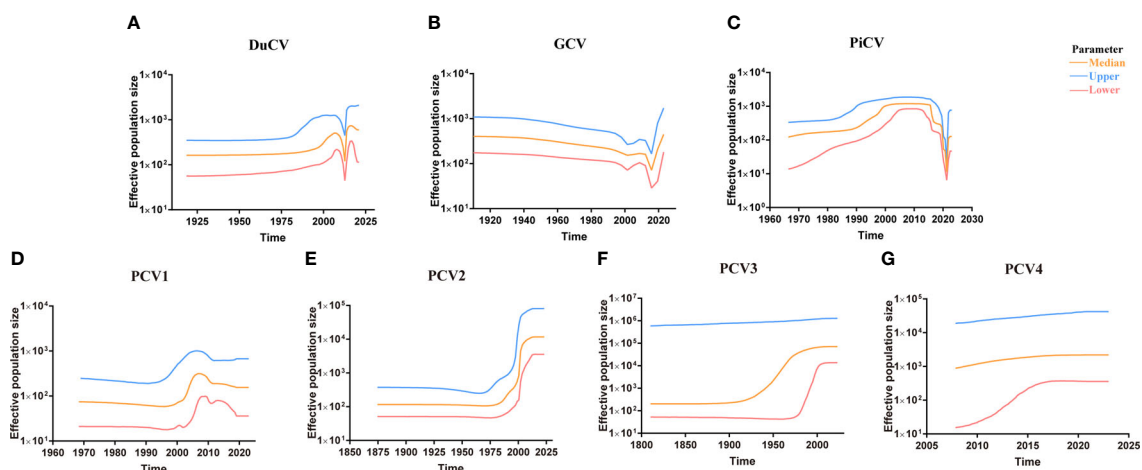 A
DuCV
Effective population size
1×10⁴
1×10³
1×10²
1×10¹
1925
1950
1975
2000
2025
Time
B
GCV
Effective population size
1×10⁴
1×10³
1×10²
1×10¹
1920
1940
1960
1980
2000
2020
Time
C
PiCV
Effective population size
1×10⁴
1×10³
1×10²
1×10¹
1×10⁰
1960
1970
1980
1990
2000
2010
2020
2030
Time
Parameter
Median
Upper
Lower
D
PCV1
Effective population size
1×10⁴
1×10³
1×10²
1×10¹
1960
1970
1980
1990
2000
2010
2020
Time
E
PCV2
Effective population size
1×10⁵
1×10⁴
1×10³
1×10²
1×10¹
1850
1875
1900
1925
1950
1975
2000
2025
Time
F
PCV3
Effective population size
1×10⁷
1×10⁶
1×10⁵
1×10⁴
1×10³
1×10²
1×10¹
1800
1850
1900
1950
2000
Time
G
PCV4
Effective population size
1×10⁵
1×10⁴
1×10³
1×10²
1×10¹
2005
2010
2015
2020
2025
Time